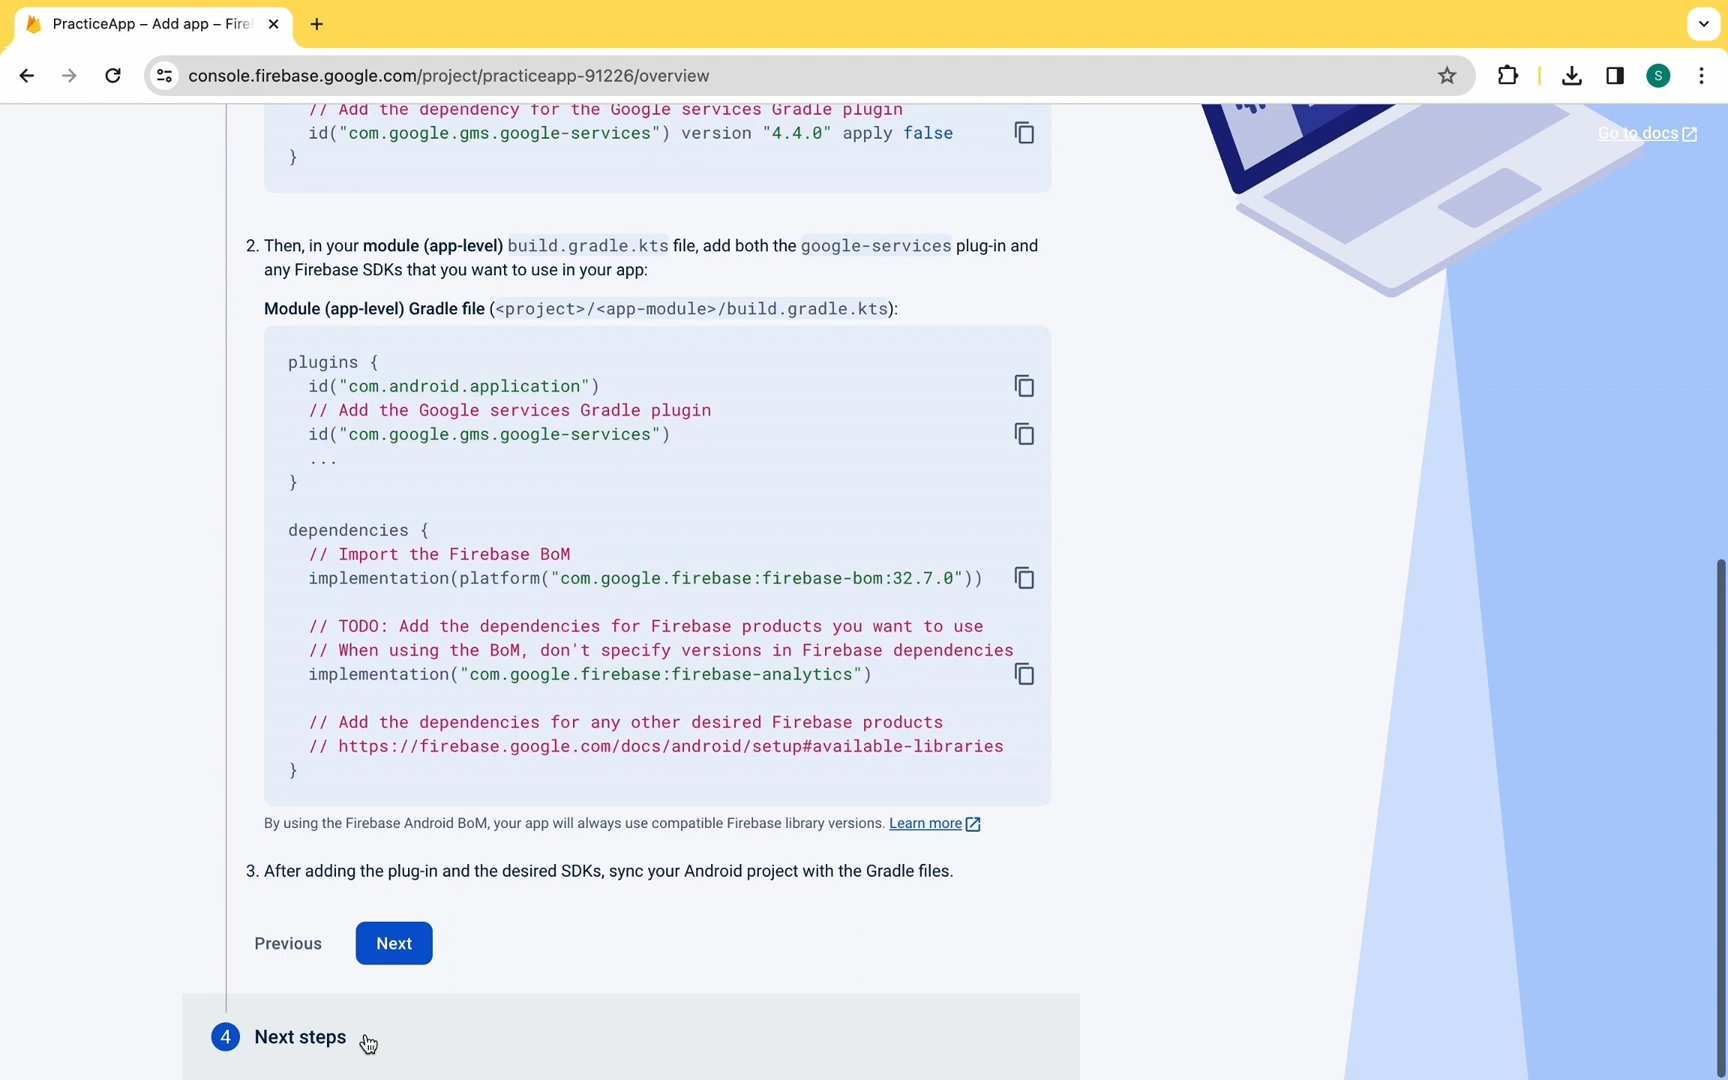 PracticeApp – Add app – Fire
console.firebase.google.com/project/practiceapp-91226/overview
S
Go to docs
// Add the dependency for the Google services Gradle plugin
id("com.google.gms.google-services") version "4.4.0" apply false
}
2. Then, in your module (app-level) build.gradle.kts file, add both the google-services plug-in and
any Firebase SDKs that you want to use in your app:
Module (app-level) Gradle file (<project>/<app-module>/build.gradle.kts):
plugins {
id("com.android.application")
// Add the Google services Gradle plugin
id("com.google.gms.google-services")
...
}
dependencies {
// Import the Firebase BoM
implementation(platform("com.google.firebase:firebase-bom:32.7.0"))
// TODO: Add the dependencies for Firebase products you want to use
// When using the BoM, don't specify versions in Firebase dependencies
implementation("com.google.firebase:firebase-analytics")
// Add the dependencies for any other desired Firebase products
// https://firebase.google.com/docs/android/setup#available-libraries
}
By using the Firebase Android BoM, your app will always use compatible Firebase library versions. Learn more
3. After adding the plug-in and the desired SDKs, sync your Android project with the Gradle files.
Previous
Next
4 Next steps